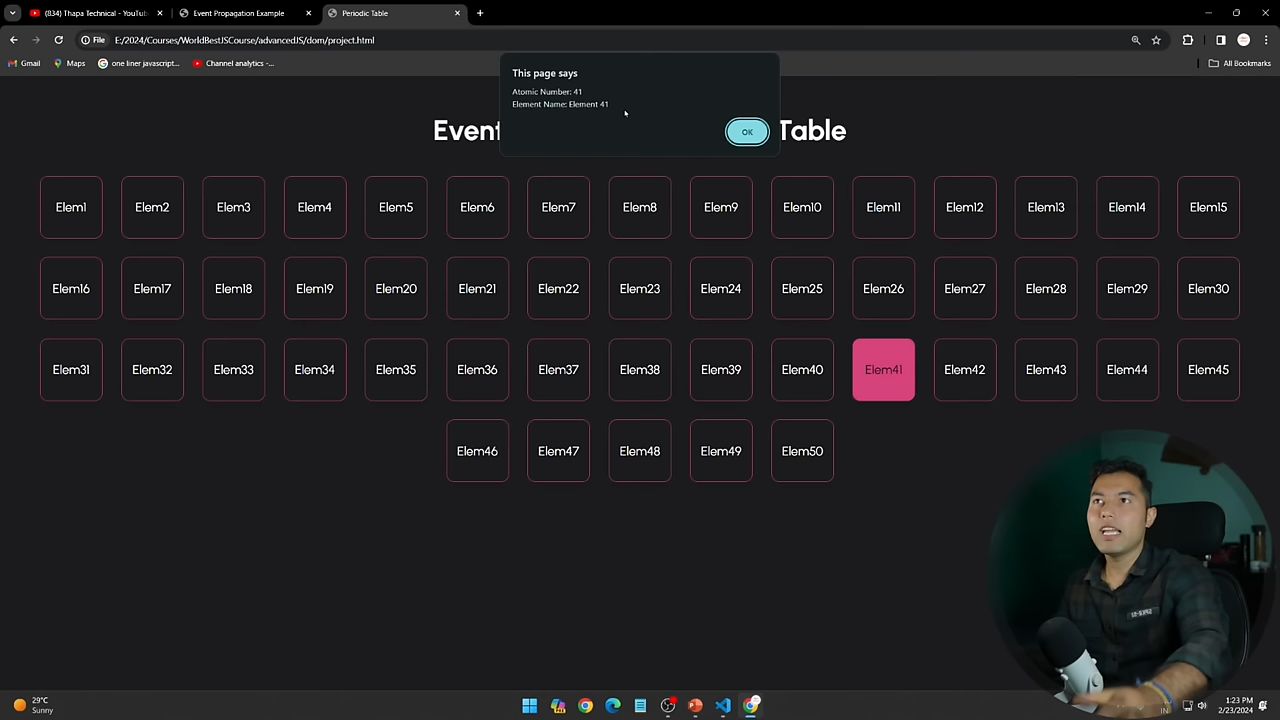 (834) Thapa Technical - YouTub
Event Propagation Example
Periodic Table
File
E:/2024/Courses/WorldBestJSCourse/advancedJS/dom/project.html
Gmail
Maps
one liner javascript...
Channel analytics -...
All Bookmarks
This page says
Atomic Number: 41
Element Name: Element 41
OK
Event
Table
Elem1 Elem2 Elem3 Elem4 Elem5 Elem6 Elem7 Elem8 Elem9 Elem10 Elem11 Elem12 Elem13 Elem14 Elem15
Elem16 Elem17 Elem18 Elem19 Elem20 Elem21 Elem22 Elem23 Elem24 Elem25 Elem26 Elem27 Elem28 Elem29 Elem30
Elem31 Elem32 Elem33 Elem34 Elem35 Elem36 Elem37 Elem38 Elem39 Elem40 Elem41 Elem42 Elem43 Elem44 Elem45
Elem46 Elem47 Elem48 Elem49 Elem50
29°C
Sunny
IN
1:23 PM
2/23/2024